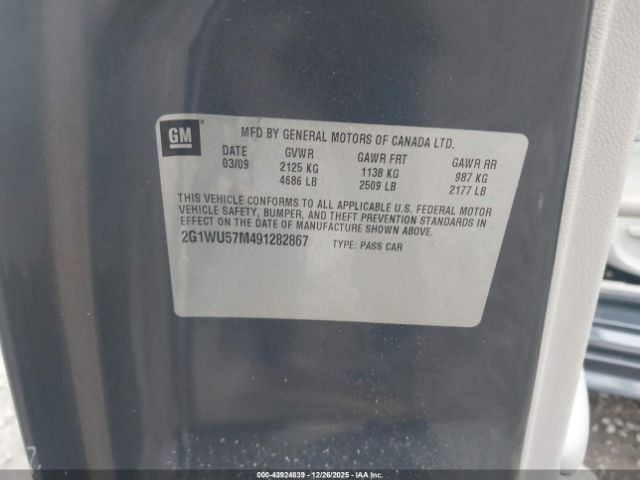 GM
MFD BY GENERAL MOTORS OF CANADA LTD.
DATE GVWR GAWR FRT GAWR RR
03/09 2125 KG 1138 KG 987 KG
4686 LB 2509 LB 2177 LB
THIS VEHICLE CONFORMS TO ALL APPLICABLE U.S. FEDERAL MOTOR
VEHICLE SAFETY, BUMPER, AND THEFT PREVENTION STANDARDS IN
EFFECT ON THE DATE OF MANUFACTURE SHOWN ABOVE.
2G1WU57M491282867 TYPE: PASS CAR
000-43924839 | 12/26/2025 - Copyright © IAA, LLC